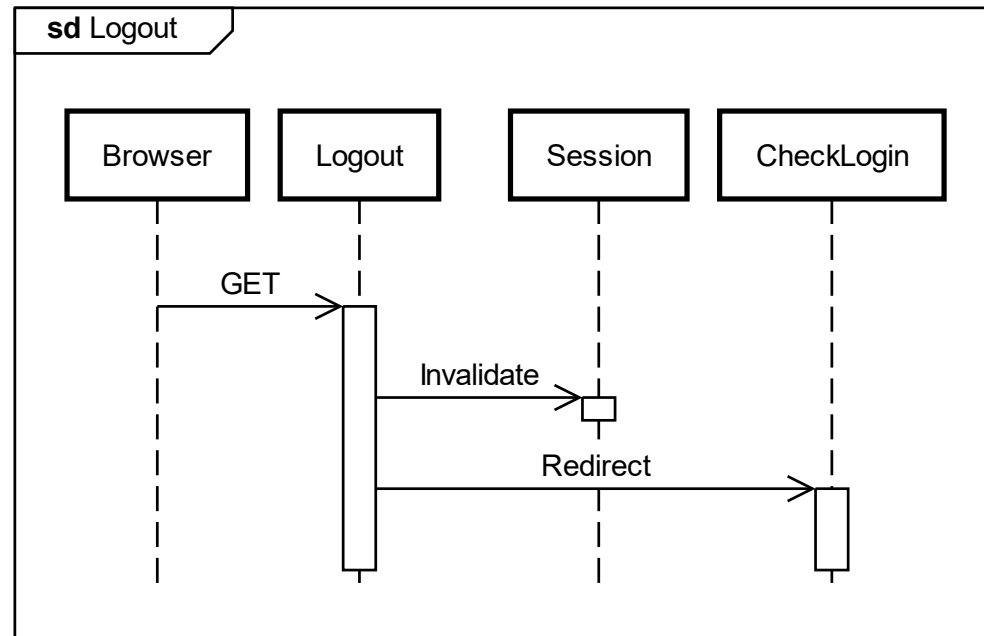 sd Logout
Browser
Logout
Session
CheckLogin
GET
Invalidate
Redirect